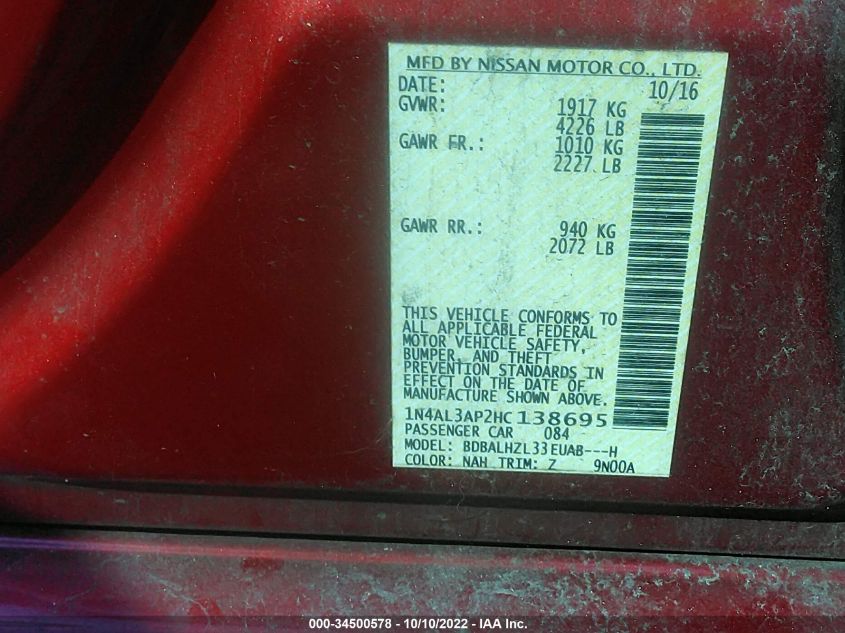 MFD BY NISSAN MOTOR CO., LTD.
DATE: 10/16
GVWR: 1917 KG
4226 LB
GAWR FR.: 1010 KG
2227 LB
GAWR RR.: 940 KG
2072 LB
THIS VEHICLE CONFORMS TO
ALL APPLICABLE FEDERAL
MOTOR VEHICLE SAFETY,
BUMPER, AND THEFT
PREVENTION STANDARDS IN
EFFECT ON THE DATE OF
MANUFACTURE SHOWN ABOVE.
1N4AL3AP2HC138695
PASSENGER CAR 084
MODEL: BDBALHZL33EUAB---H
COLOR: NAH TRIM: Z 9N00A
000-34500578 - 10/10/2022 - IAA Inc.